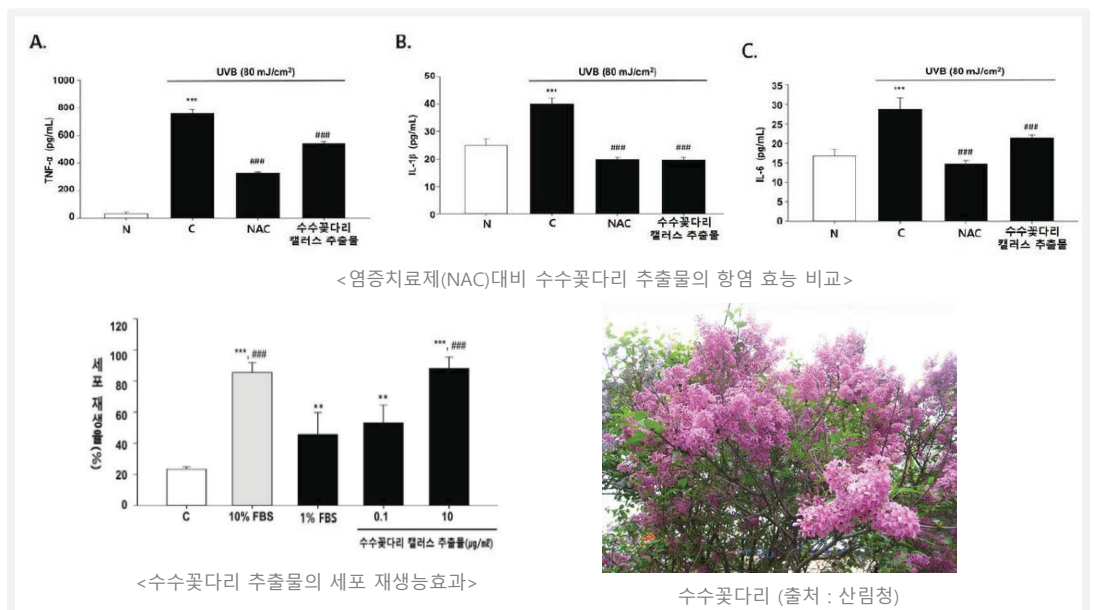 A.
UVB (80 mJ/cm²)
TNF-α (pg/mL)
1000
800
600
400
200
0
***
###
###
N
C
NAC
수수꽃다리
캘러스 추출물
B.
UVB (80 mJ/cm²)
IL-1β (pg/mL)
50
40
30
20
10
0
***
###
###
N
C
NAC
수수꽃다리
캘러스 추출물
C.
UVB (80 mJ/cm²)
IL-6 (pg/mL)
35
30
25
20
15
10
5
0
***
###
###
N
C
NAC
수수꽃다리
캘러스 추출물
<염증치료제(NAC)대비 수수꽃다리 추출물의 항염 효능 비교>
세포 재생율(%)
120
100
80
60
40
20
0
***, ###
**
**
***, ###
C
10% FBS
1% FBS
0.1
10
수수꽃다리 캘러스 추출물(μg/㎖)
<수수꽃다리 추출물의 세포 재생능효과>
수수꽃다리 (출처 : 산림청)